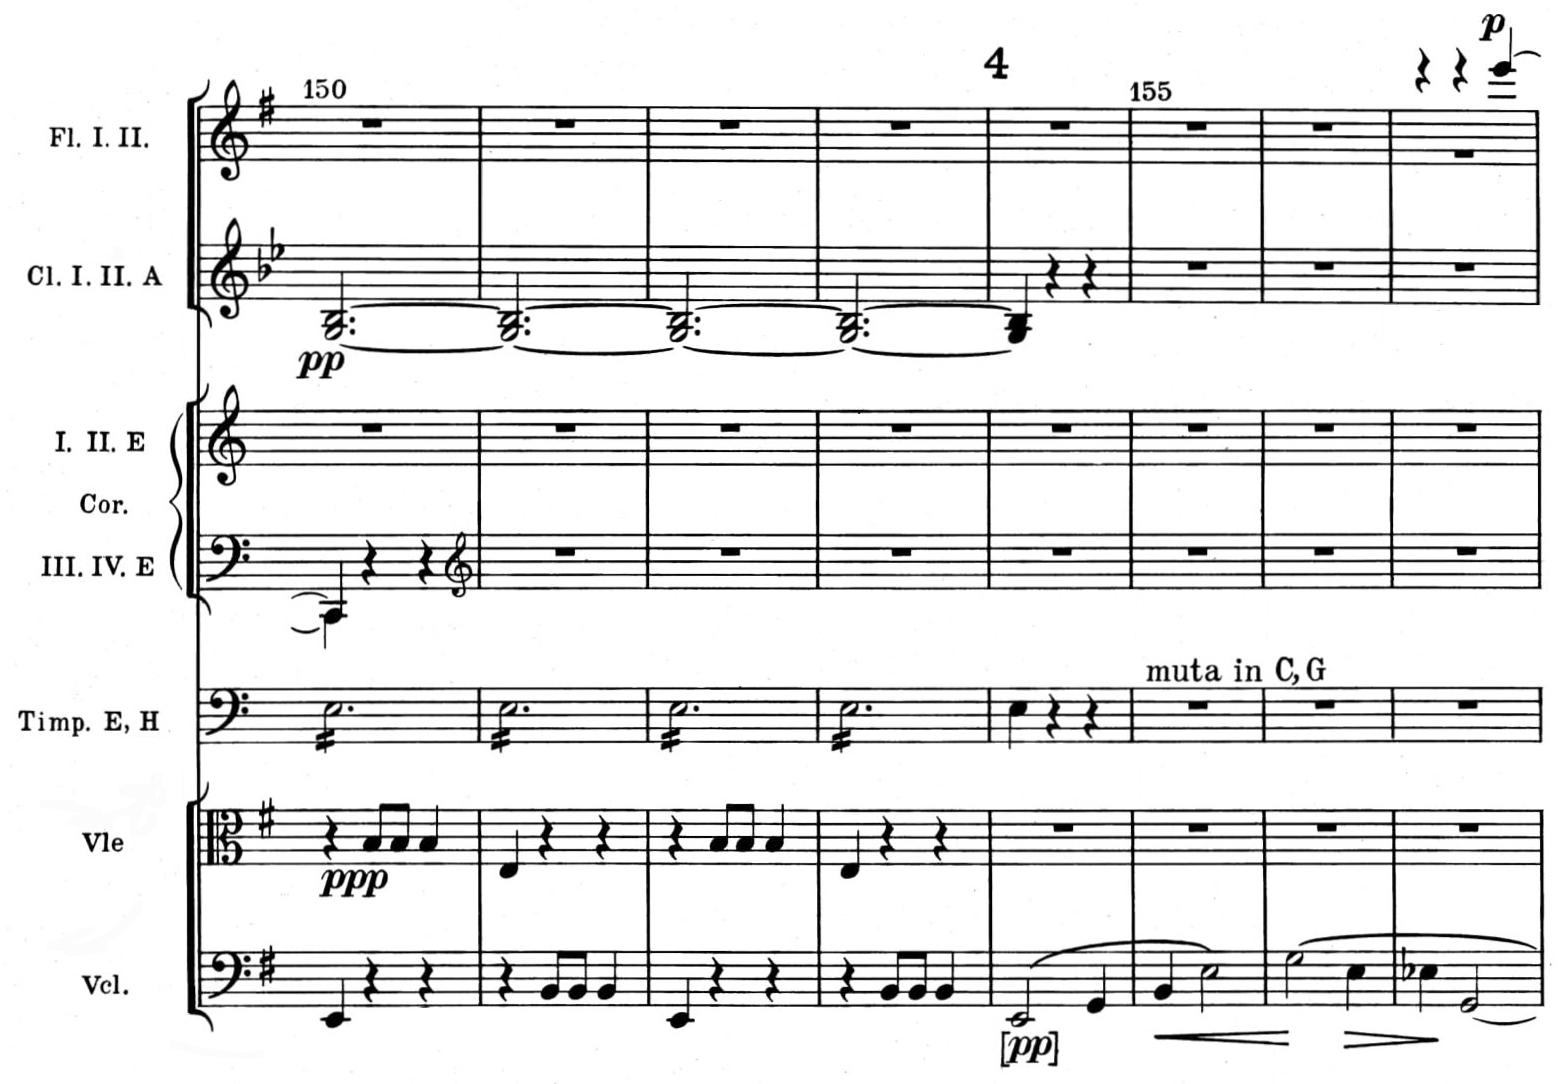 p
4
150
155
Fl. I. II.
Cl. I. II. A
pp
I. II. E
Cor.
III. IV. E
muta in C, G
Timp. E, H
Vle
ppp
Vcl.
[pp]